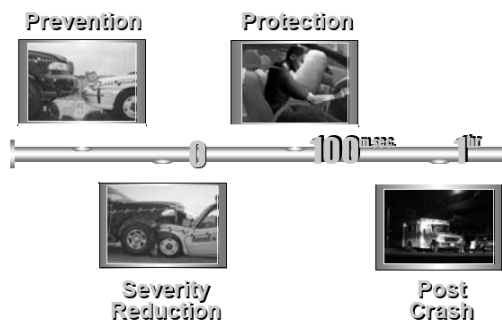 Prevention
Protection
0
100 msec.
1 hr
Severity
Reduction
Post
Crash